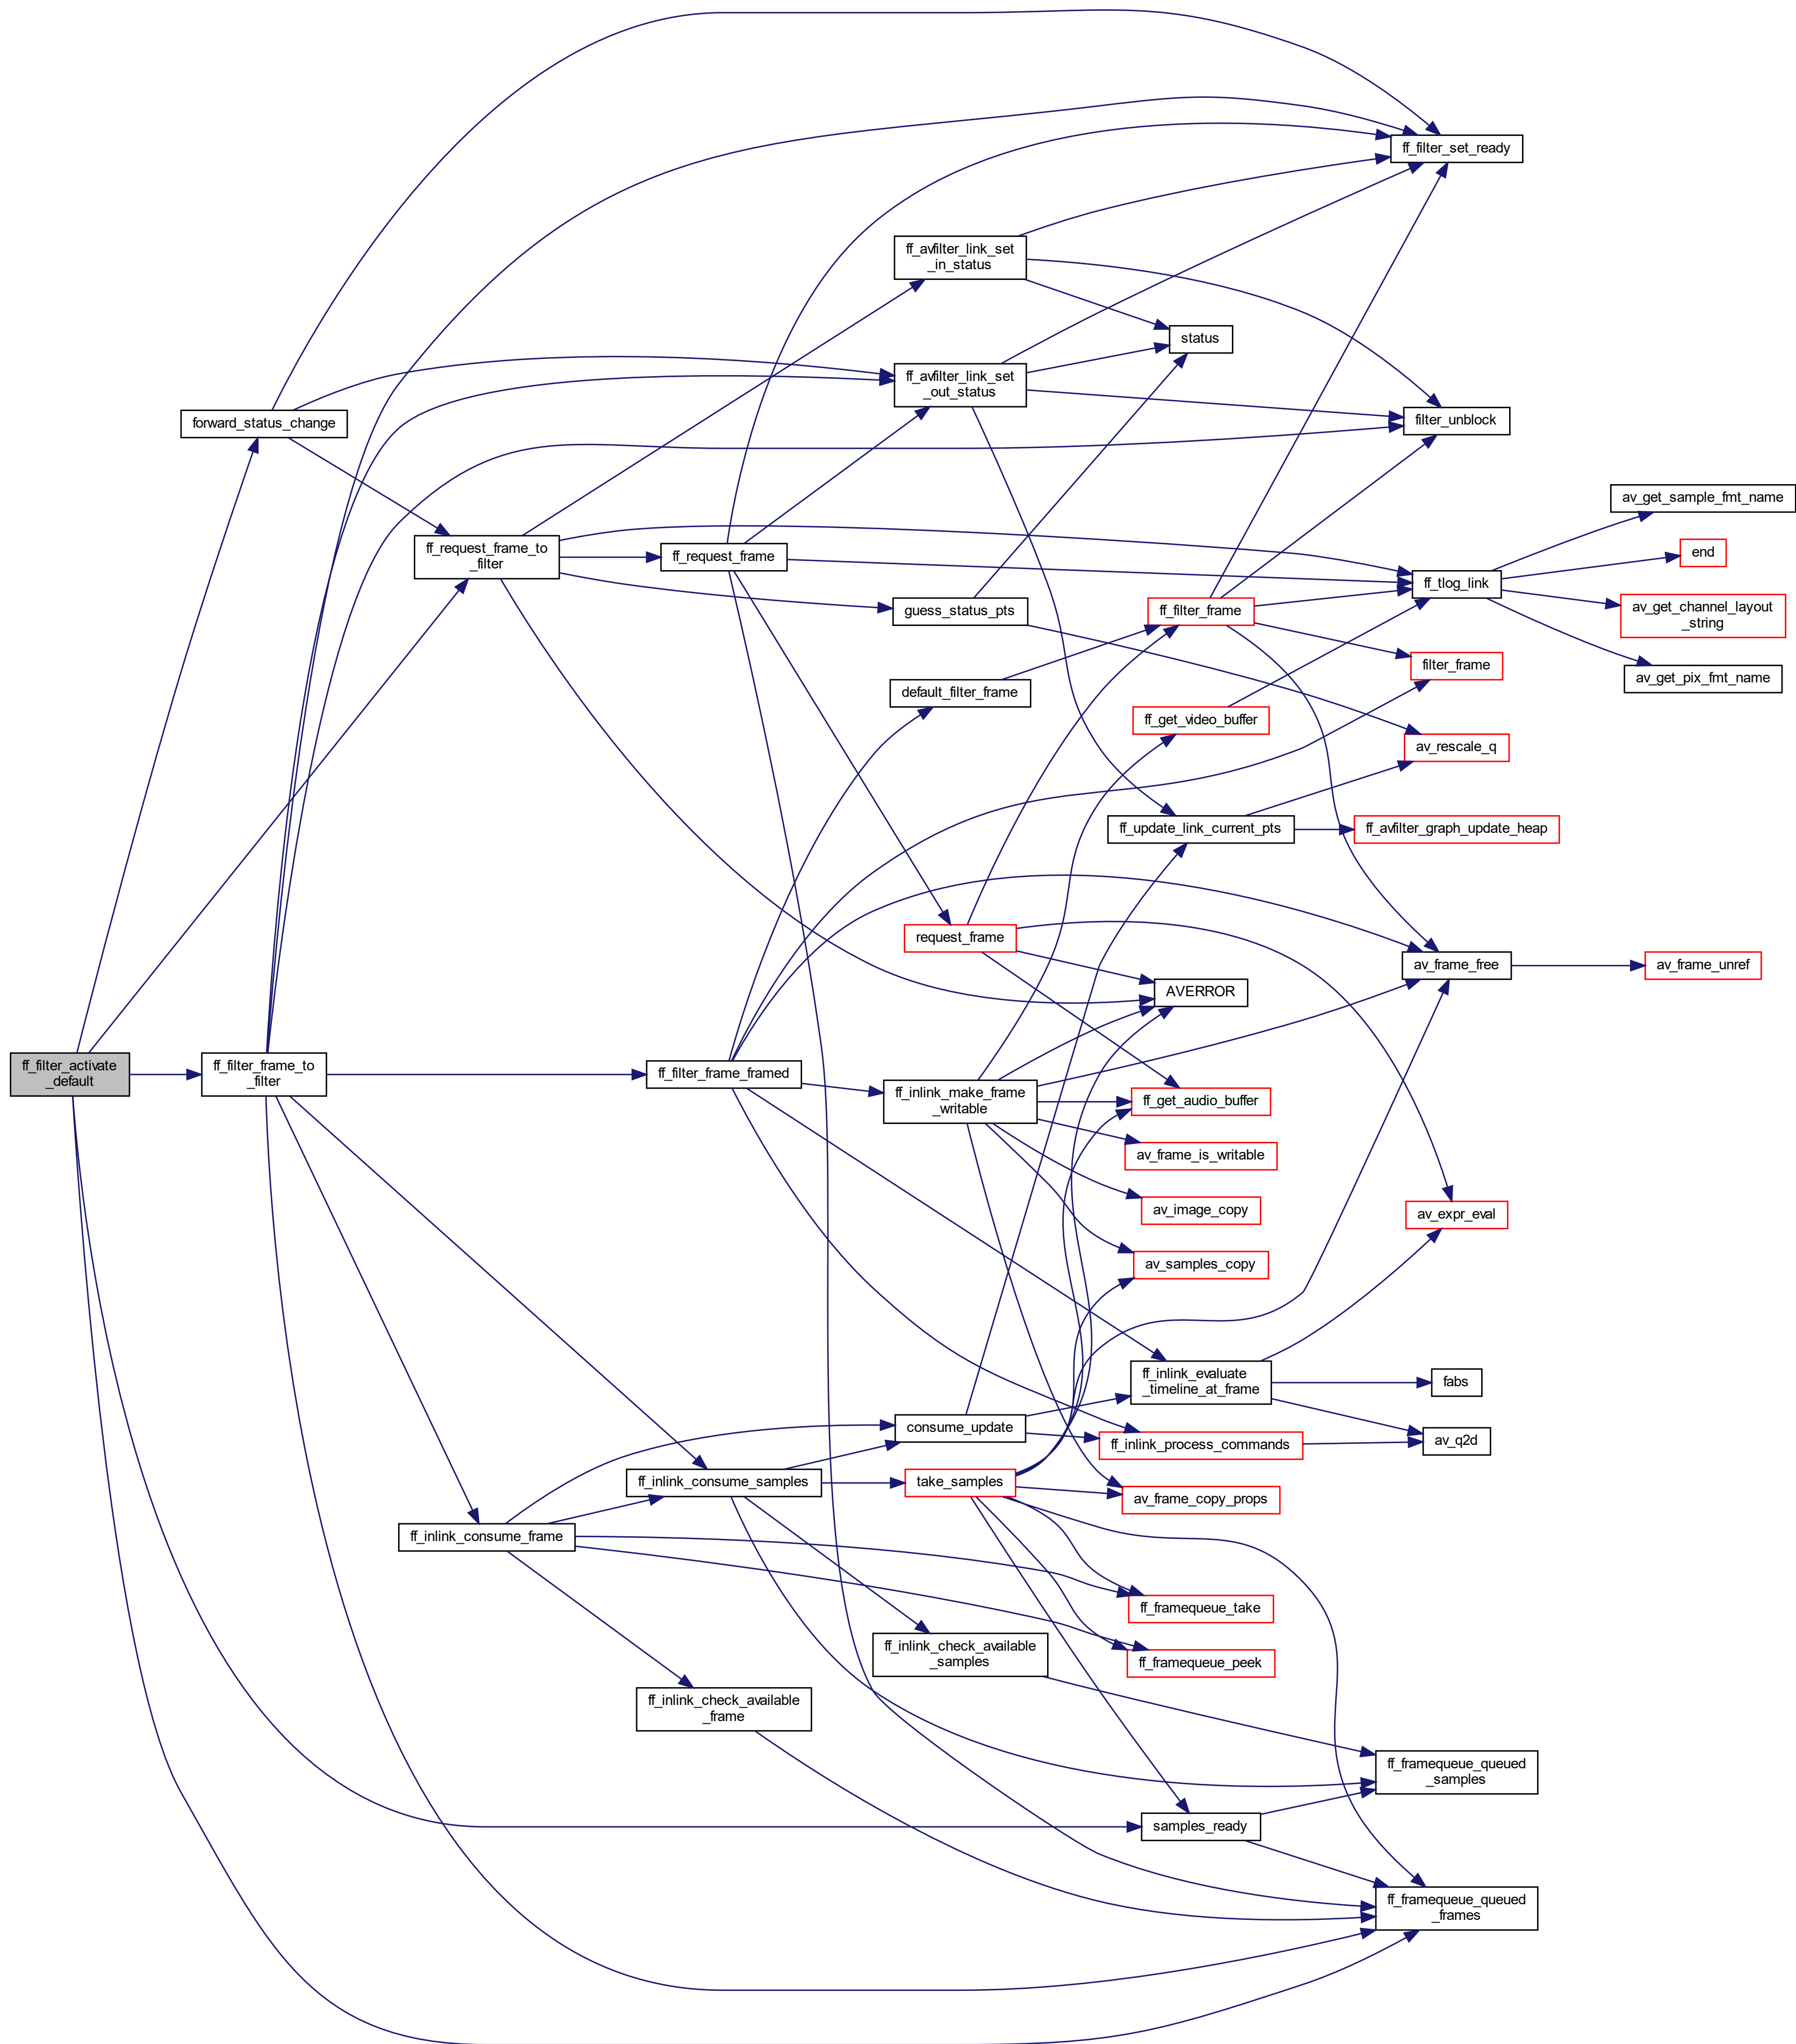 ff_filter_set_ready
ff_avfilter_link_set
_in_status
status
ff_avfilter_link_set
_out_status
forward_status_change
filter_unblock
av_get_sample_fmt_name
ff_request_frame_to
_filter
ff_request_frame
end
ff_tlog_link
guess_status_pts
ff_filter_frame
av_get_channel_layout
_string
filter_frame
av_get_pix_fmt_name
default_filter_frame
ff_get_video_buffer
av_rescale_q
ff_update_link_current_pts
ff_avfilter_graph_update_heap
request_frame
av_frame_free
av_frame_unref
AVERROR
ff_filter_activate
_default
ff_filter_frame_to
_filter
ff_filter_frame_framed
ff_inlink_make_frame
_writable
ff_get_audio_buffer
av_frame_is_writable
av_image_copy
av_expr_eval
av_samples_copy
ff_inlink_evaluate
_timeline_at_frame
fabs
consume_update
ff_inlink_process_commands
av_q2d
ff_inlink_consume_samples
take_samples
av_frame_copy_props
ff_inlink_consume_frame
ff_framequeue_take
ff_inlink_check_available
_samples
ff_framequeue_peek
ff_inlink_check_available
_frame
ff_framequeue_queued
_samples
samples_ready
ff_framequeue_queued
_frames